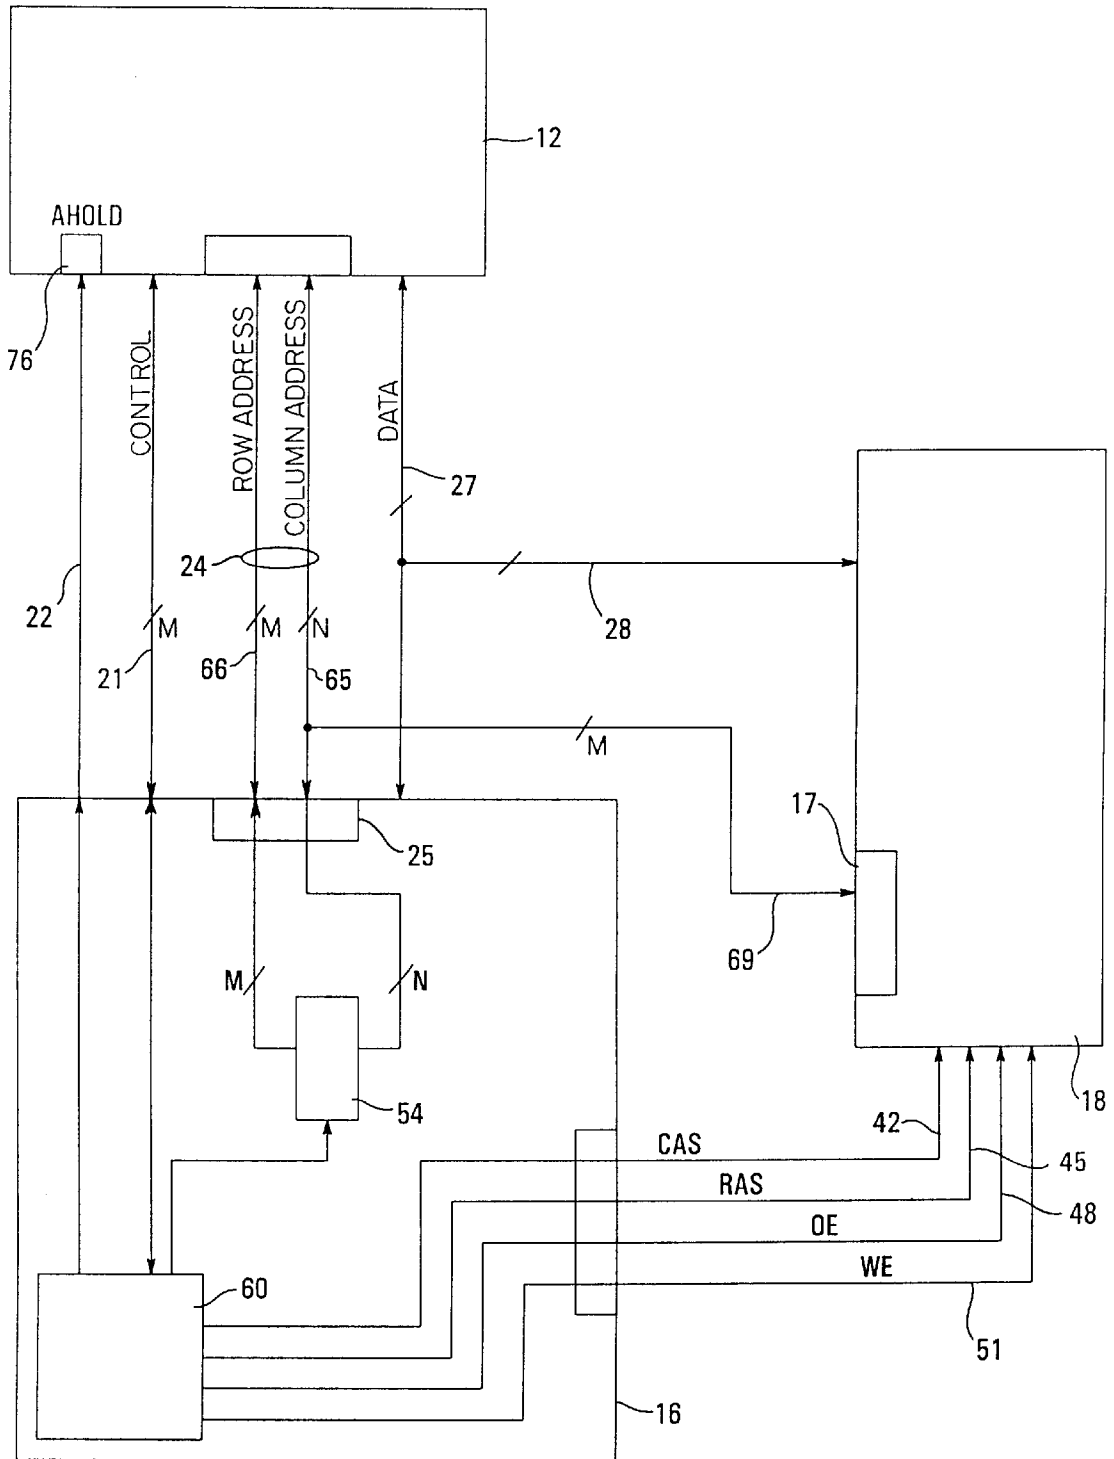 12
AHOLD
76
CONTROL
ROW ADDRESS
COLUMN ADDRESS
DATA
27
24
22
M
M
N
28
21
66
65
M
17
25
69
M
N
54
18
42
CAS
45
RAS
48
OE
WE
60
51
16